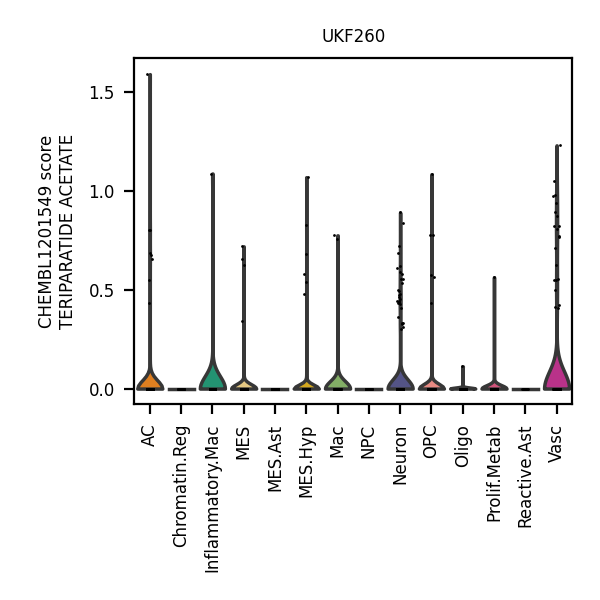 UKF260
CHEMBL1201549 score
TERIPARATIDE ACETATE
1.5
1.0
0.5
0.0
AC
Chromatin.Reg
Inflammatory.Mac
MES
MES.Ast
MES.Hyp
Mac
NPC
Neuron
OPC
Oligo
Prolif.Metab
Reactive.Ast
Vasc